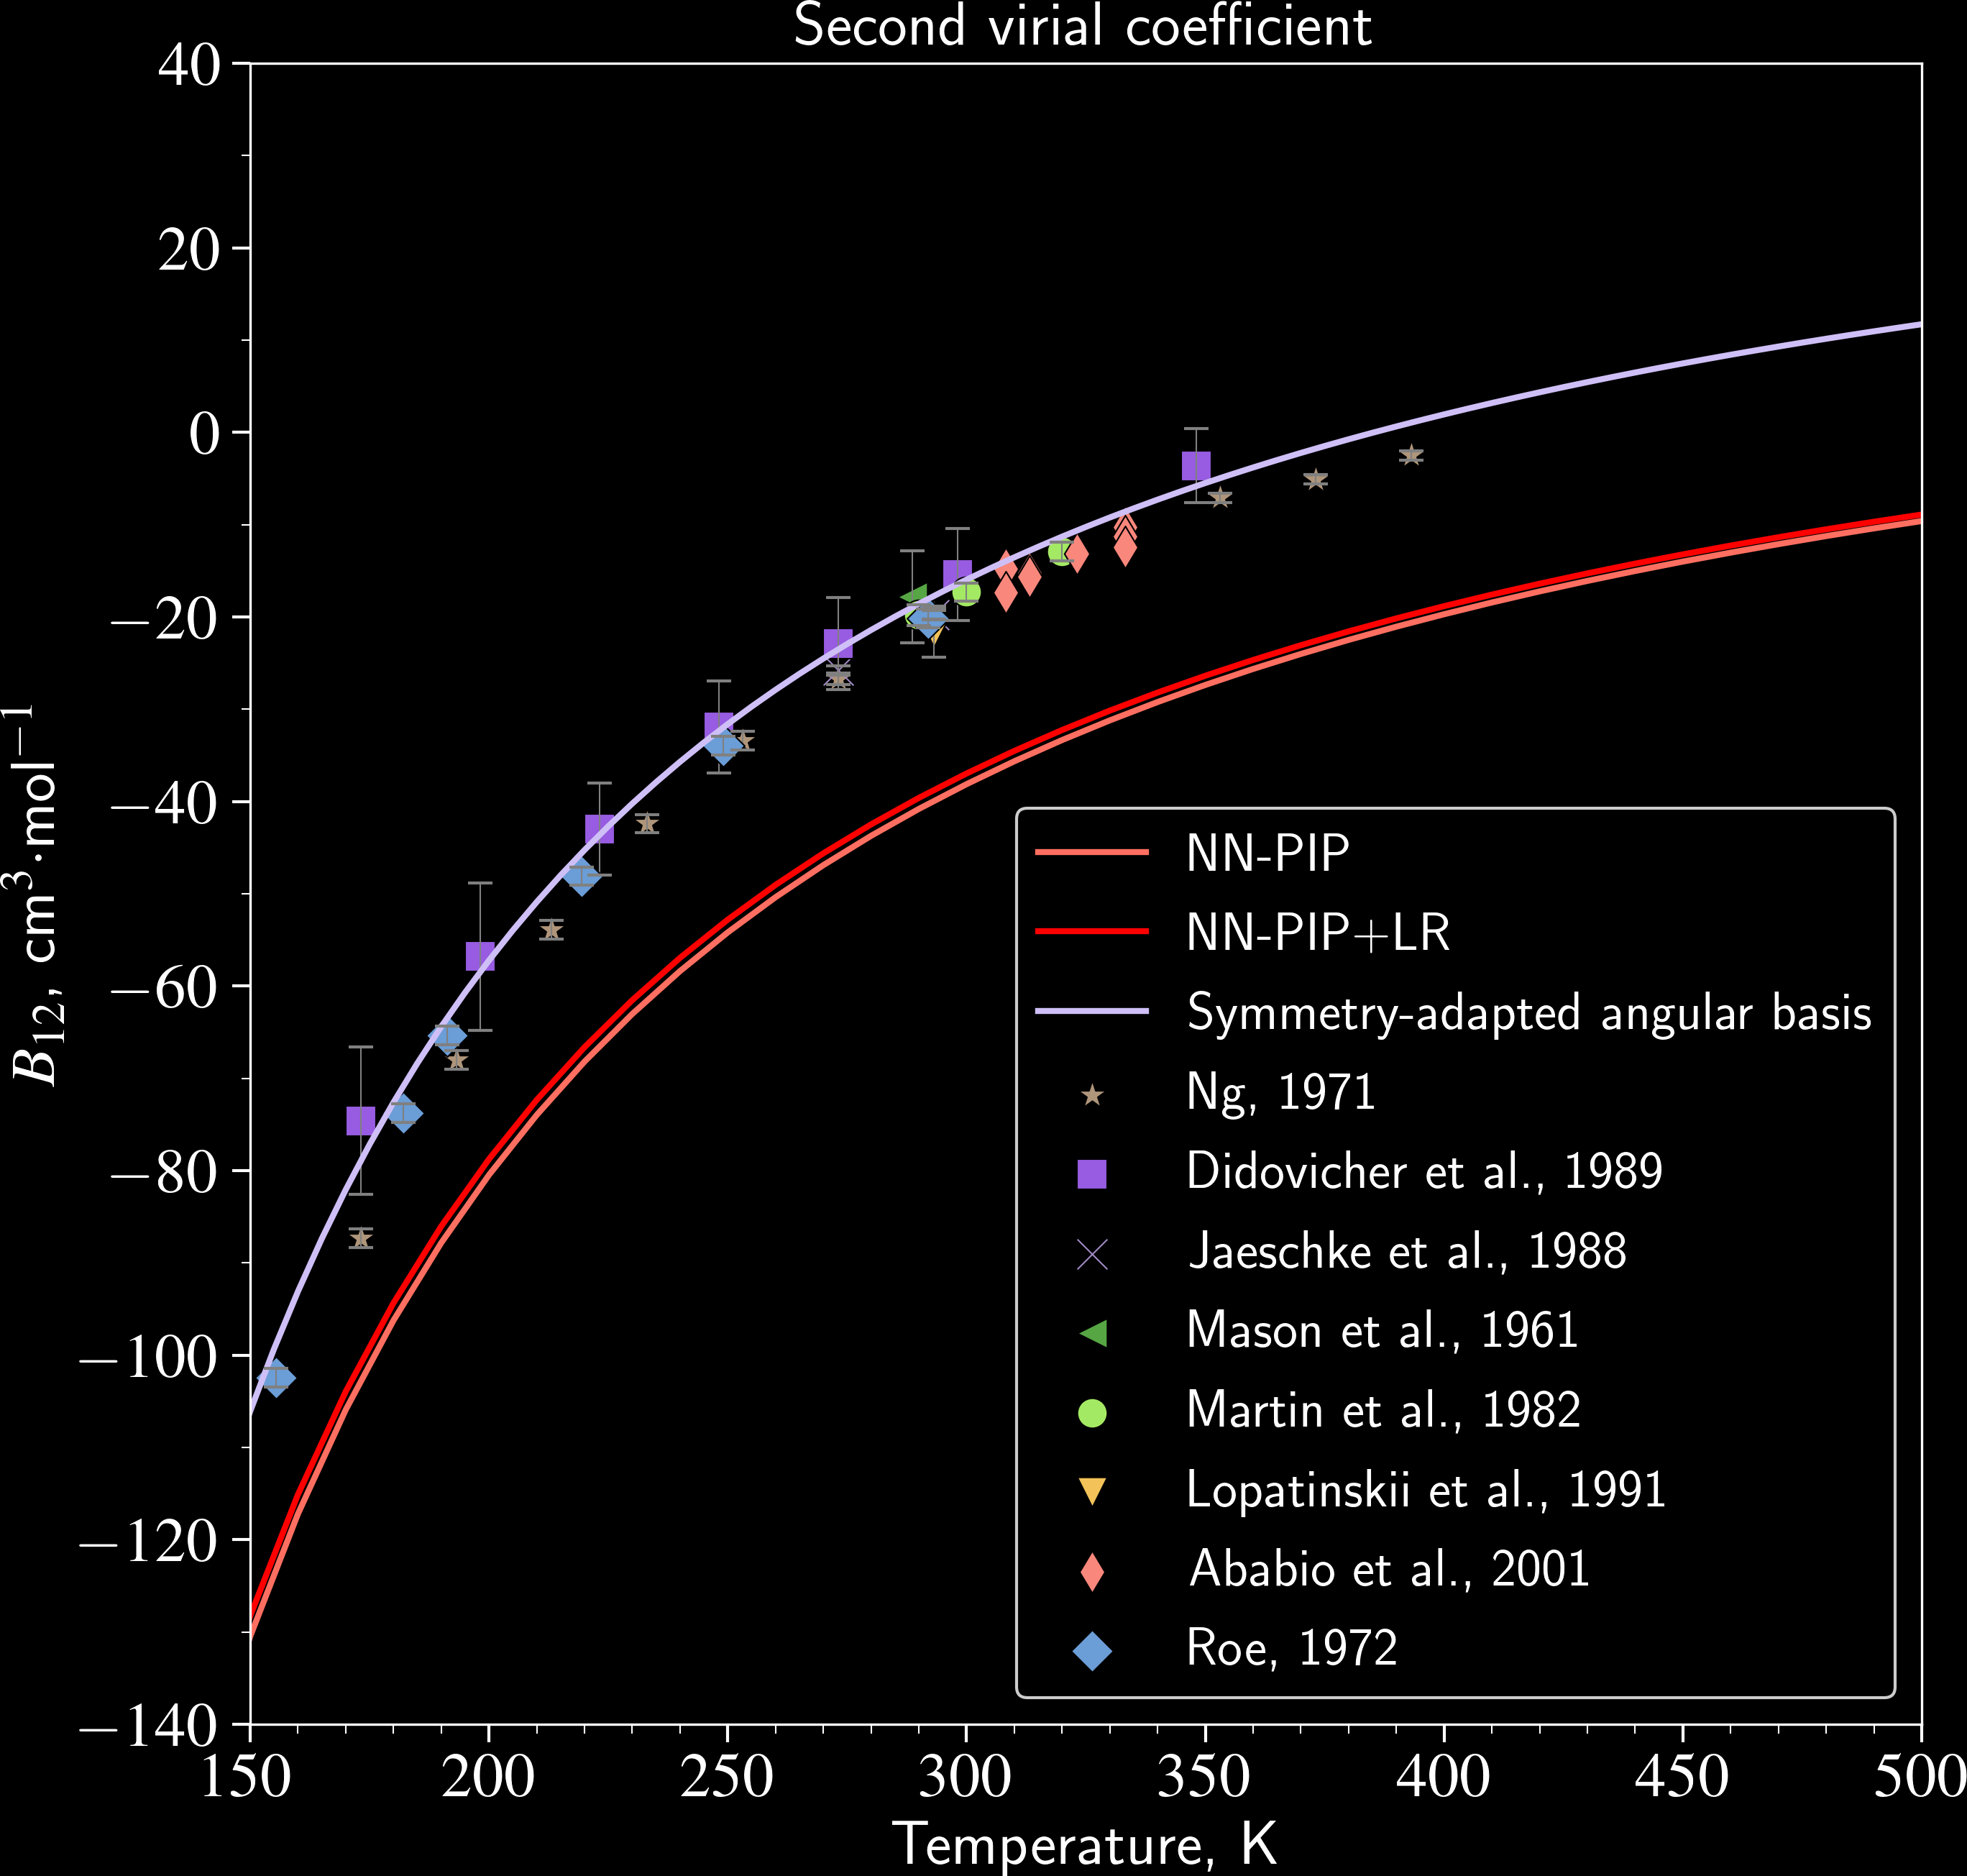 Second virial coefficient
40
20
0
−20
−40
−60
−80
−100
−120
−140
B₁₂, cm³·mol−1
NN-PIP
NN-PIP+LR
Symmetry-adapted angular basis
Ng, 1971
Didovicher et al., 1989
Jaeschke et al., 1988
Mason et al., 1961
Martin et al., 1982
Lopatinskii et al., 1991
Ababio et al., 2001
Roe, 1972
150 200 250 300 350 400 450 500
Temperature, K